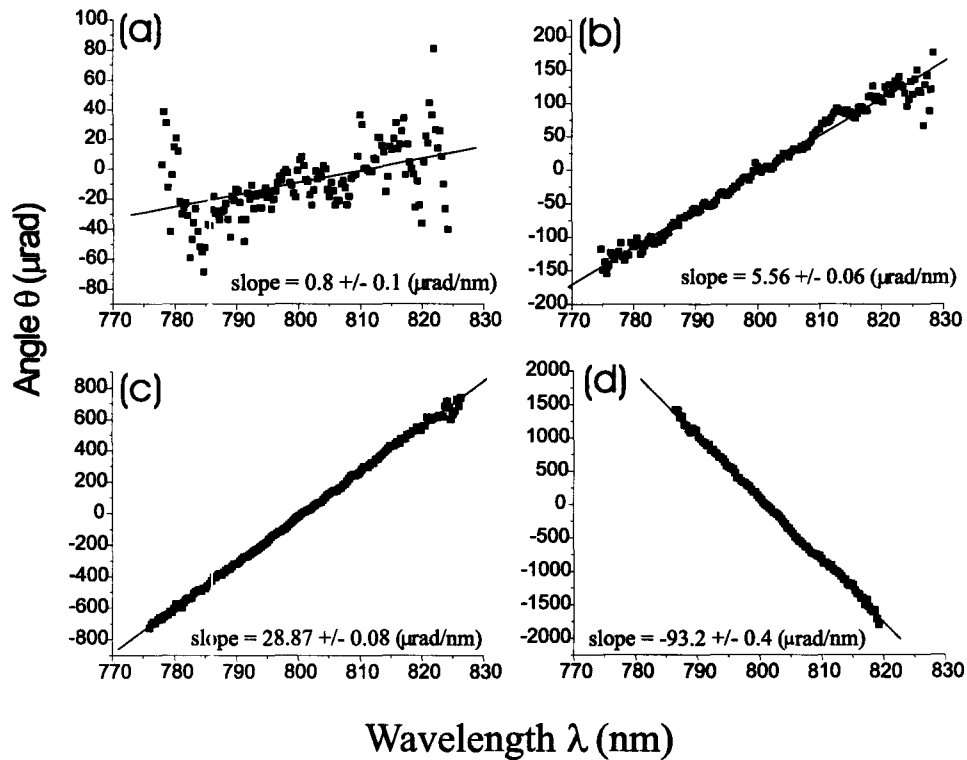 (a)
100
80
60
40
20
0
-20
-40
-60
-80
slope = 0.8 +/- 0.1 (μrad/nm)
770 780 790 800 810 820 830
(b)
225
200
150
100
50
0
-50
-100
-150
-200
slope = 5.56 +/- 0.06 (μrad/nm)
770 780 790 800 810 820 830
Angle θ (μrad)
(c)
800
600
400
200
0
-200
-400
-600
-800
slope = 28.87 +/- 0.08 (μrad/nm)
770 780 790 800 810 820 830
(d)
2000
1500
1000
500
0
-500
-1000
-1500
-2000
slope = -93.2 +/- 0.4 (μrad/nm)
770 780 790 800 810 820 830
Wavelength λ (nm)